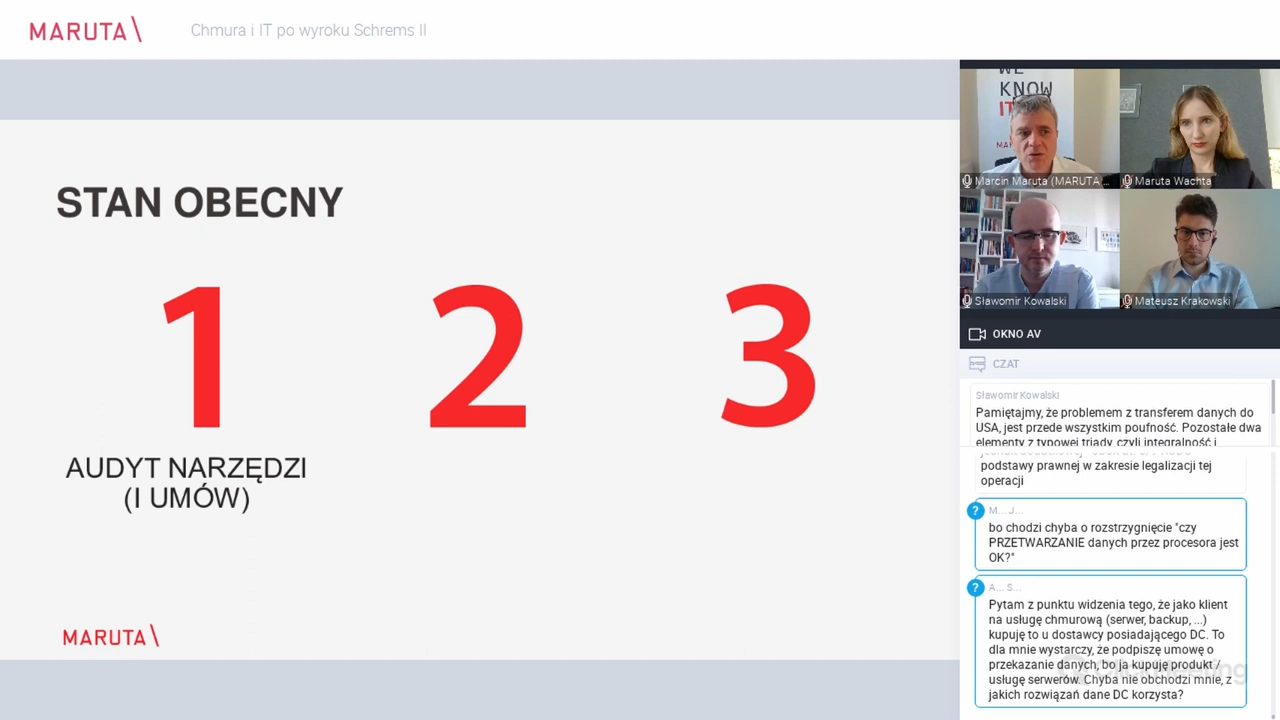 MARUTA\
Chmura i IT po wyroku Schrems II
STAN OBECNY
1 2 3
AUDYT NARZĘDZI
(I UMÓW)
MARUTA\
WE
KNOW
IT
Marcin Maruta (MARUTA ...
Maruta Wachta
Sławomir Kowalski
Mateusz Krakowski
OKNO AV
CZAT
Sławomir Kowalski
Pamiętajmy, że problemem z transferem danych do
USA, jest przede wszystkim poufność. Pozostałe dwa
elementy z typowej triady, czyli integralność i
podstawy prawnej w zakresie legalizacji tej
operacji
? M... J...
bo chodzi chyba o rozstrzygnięcie "czy
PRZETWARZANIE danych przez procesora jest
OK?"
? A... S...
Pytam z punktu widzenia tego, że jako klient
na usługę chmurową (serwer, backup, ...)
kupuję to u dostawcy posiadającego DC. To
dla mnie wystarczy, że podpiszę umowę o
przekazanie danych, bo ja kupuję produkt /
usługę serwerów. Chyba nie obchodzi mnie, z
jakich rozwiązań dane DC korzysta?